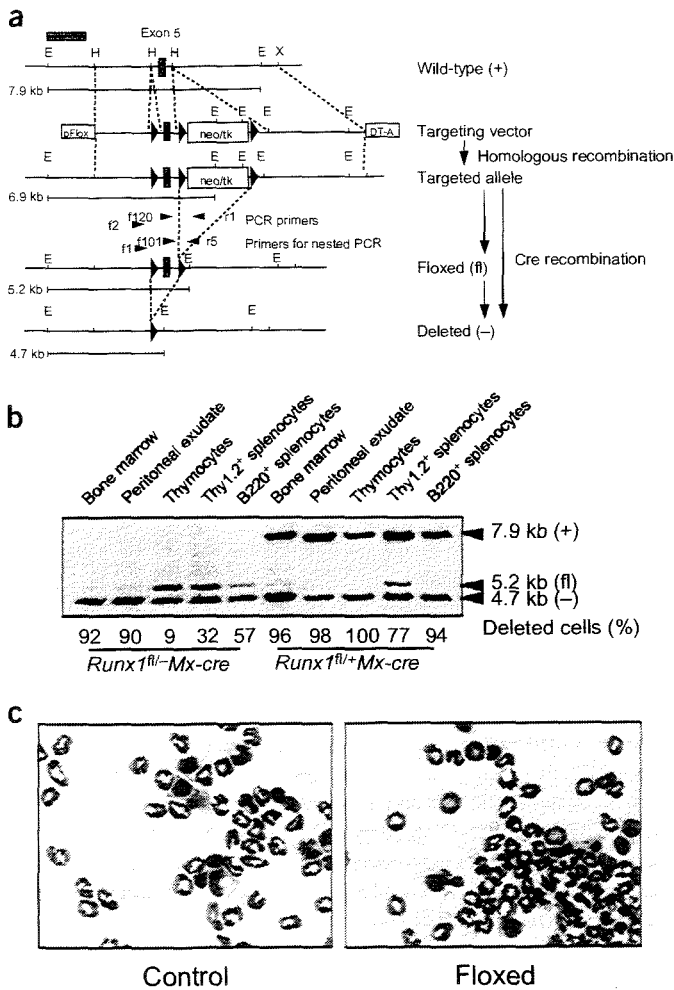 a
Exon 5
E H H H E X
Wild-type (+)
7.9 kb
E E E E
pFlox neo/tk DT-A Targeting vector
Homologous recombination
E E E E E
neo/tk Targeted allele
6.9 kb
f120 r1 PCR primers
f2
f101 r5 Primers for nested PCR
f1
E E E
Floxed (fl) Cre recombination
5.2 kb
E E E
Deleted (–)
4.7 kb
b
Bone marrow
Peritoneal exudate
Thymocytes
Thy1.2+ splenocytes
B220+ splenocytes
Bone marrow
Peritoneal exudate
Thymocytes
Thy1.2+ splenocytes
B220+ splenocytes
7.9 kb (+)
5.2 kb (fl)
4.7 kb (–)
92 90 9 32 57 96 98 100 77 94 Deleted cells (%)
Runx1fl/–Mx-cre Runx1fl/+Mx-cre
c
Control Floxed